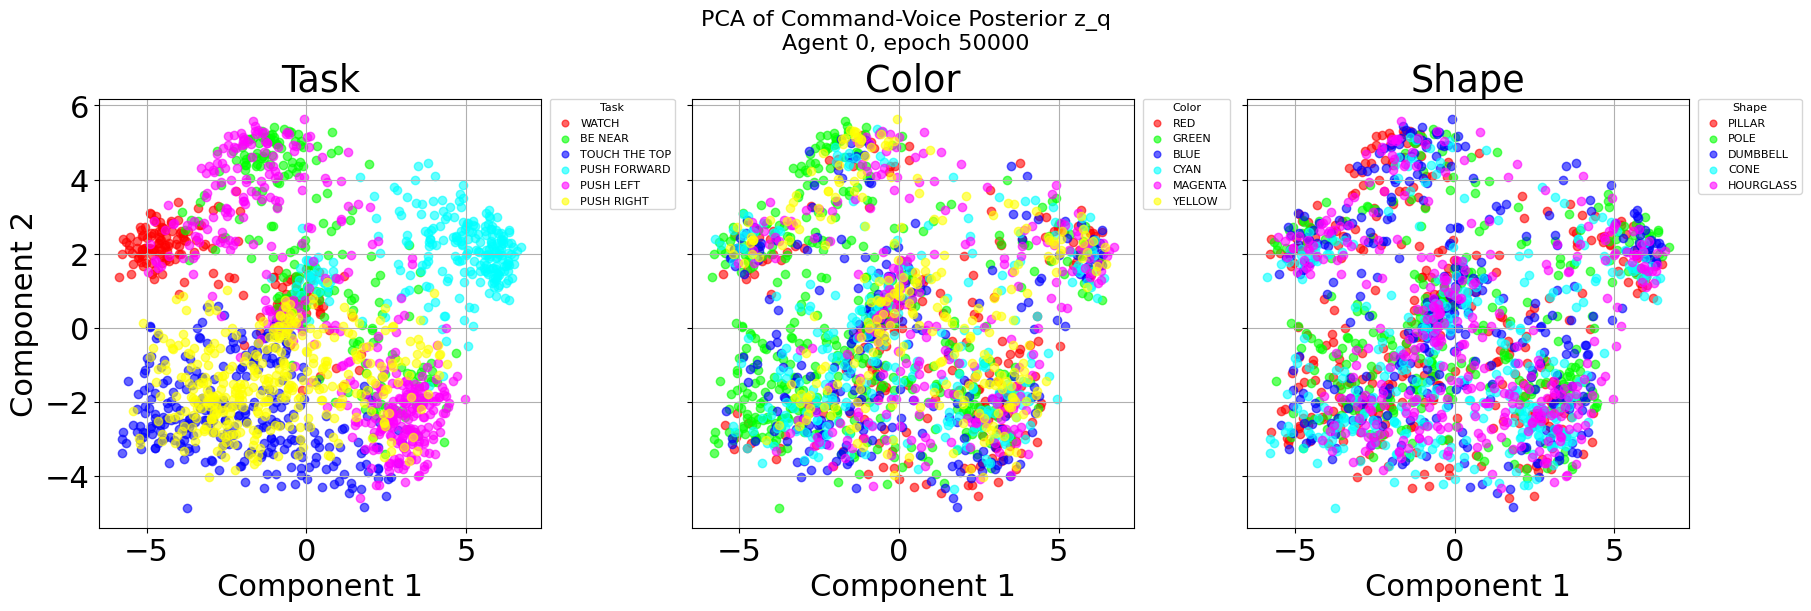 PCA of Command-Voice Posterior z_q
Agent 0, epoch 50000
Task
Component 2
6
4
2
0
−2
−4
−5 0 5
Component 1
Task
WATCH
BE NEAR
TOUCH THE TOP
PUSH FORWARD
PUSH LEFT
PUSH RIGHT
Color
−5 0 5
Component 1
Color
RED
GREEN
BLUE
CYAN
MAGENTA
YELLOW
Shape
−5 0 5
Component 1
Shape
PILLAR
POLE
DUMBBELL
CONE
HOURGLASS